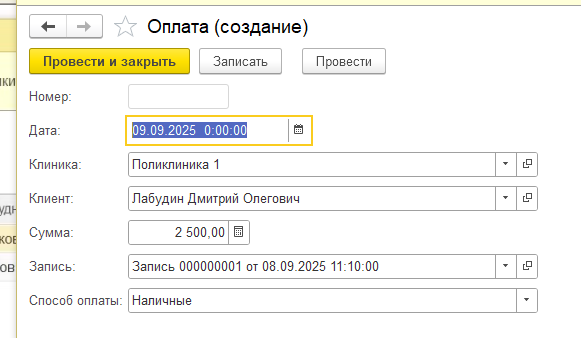 Оплата (создание)
Провести и закрыть Записать Провести
Номер:
Дата: 09.09.2025 0:00:00
Клиника: Поликлиника 1
Клиент: Лабудин Дмитрий Олегович
Сумма: 2 500,00
Запись: Запись 000000001 от 08.09.2025 11:10:00
Способ оплаты: Наличные